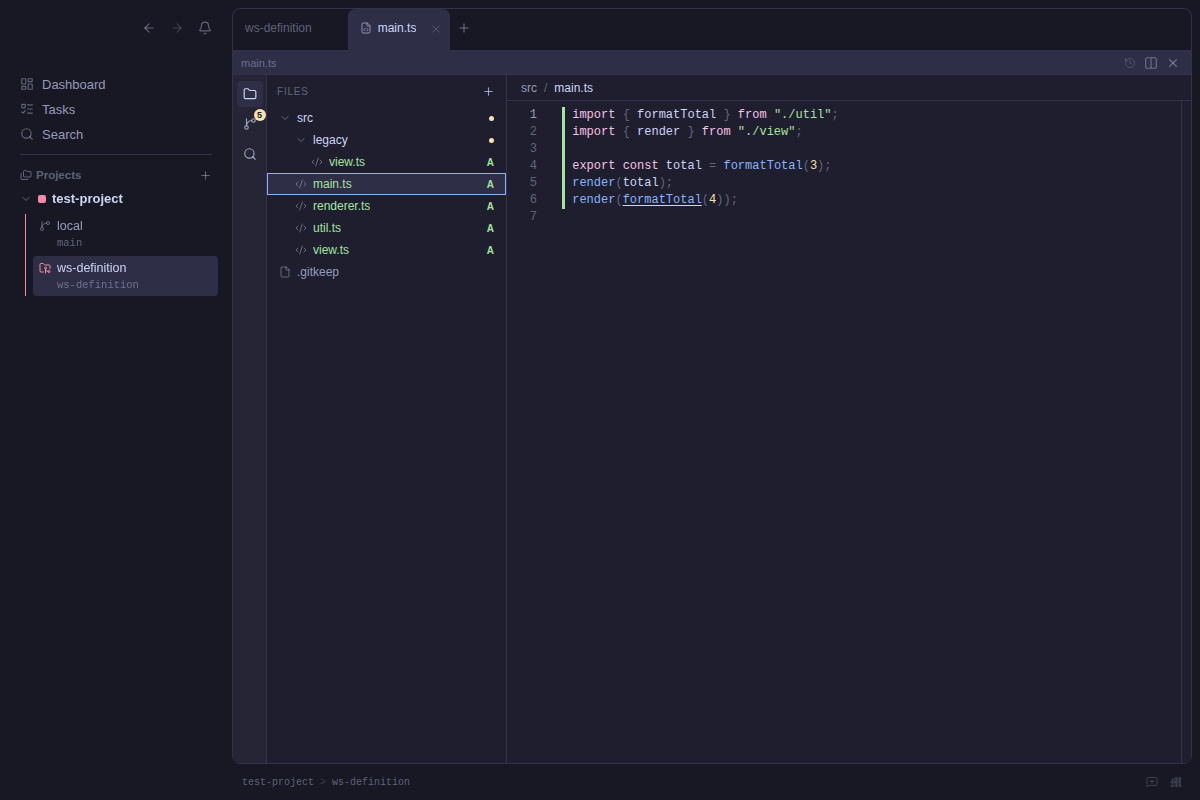 ws-definition
main.ts
main.ts
Dashboard
Tasks
Search
Projects
test-project
local
main
ws-definition
ws-definition
5
FILES
src
legacy
view.ts A
main.ts A
renderer.ts A
util.ts A
view.ts A
.gitkeep
src / main.ts
1 import { formatTotal } from "./util";
2 import { render } from "./view";
3
4 export const total = formatTotal(3);
5 render(total);
6 render(formatTotal(4));
7
test-project > ws-definition